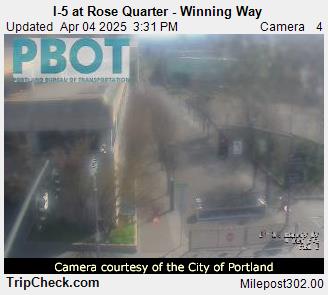 I-5 at Rose Quarter - Winning Way
Updated Apr 04 2025 3:31 PM Camera 4
PBOT
PORTLAND BUREAU OF TRANSPORTATION
Camera courtesy of the City of Portland
TripCheck.com Milepost302.00